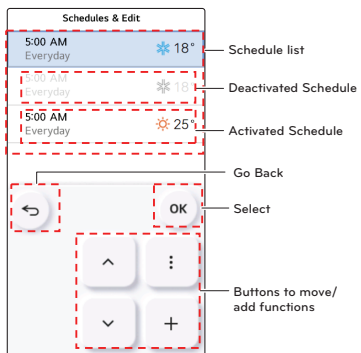 Schedules & Edit
5:00 AM
Everyday
18°
Schedule list
5:00 AM
Everyday
18°
Deactivated Schedule
5:00 AM
Everyday
25°
Activated Schedule
Go Back
OK
Select
Buttons to move/
add functions